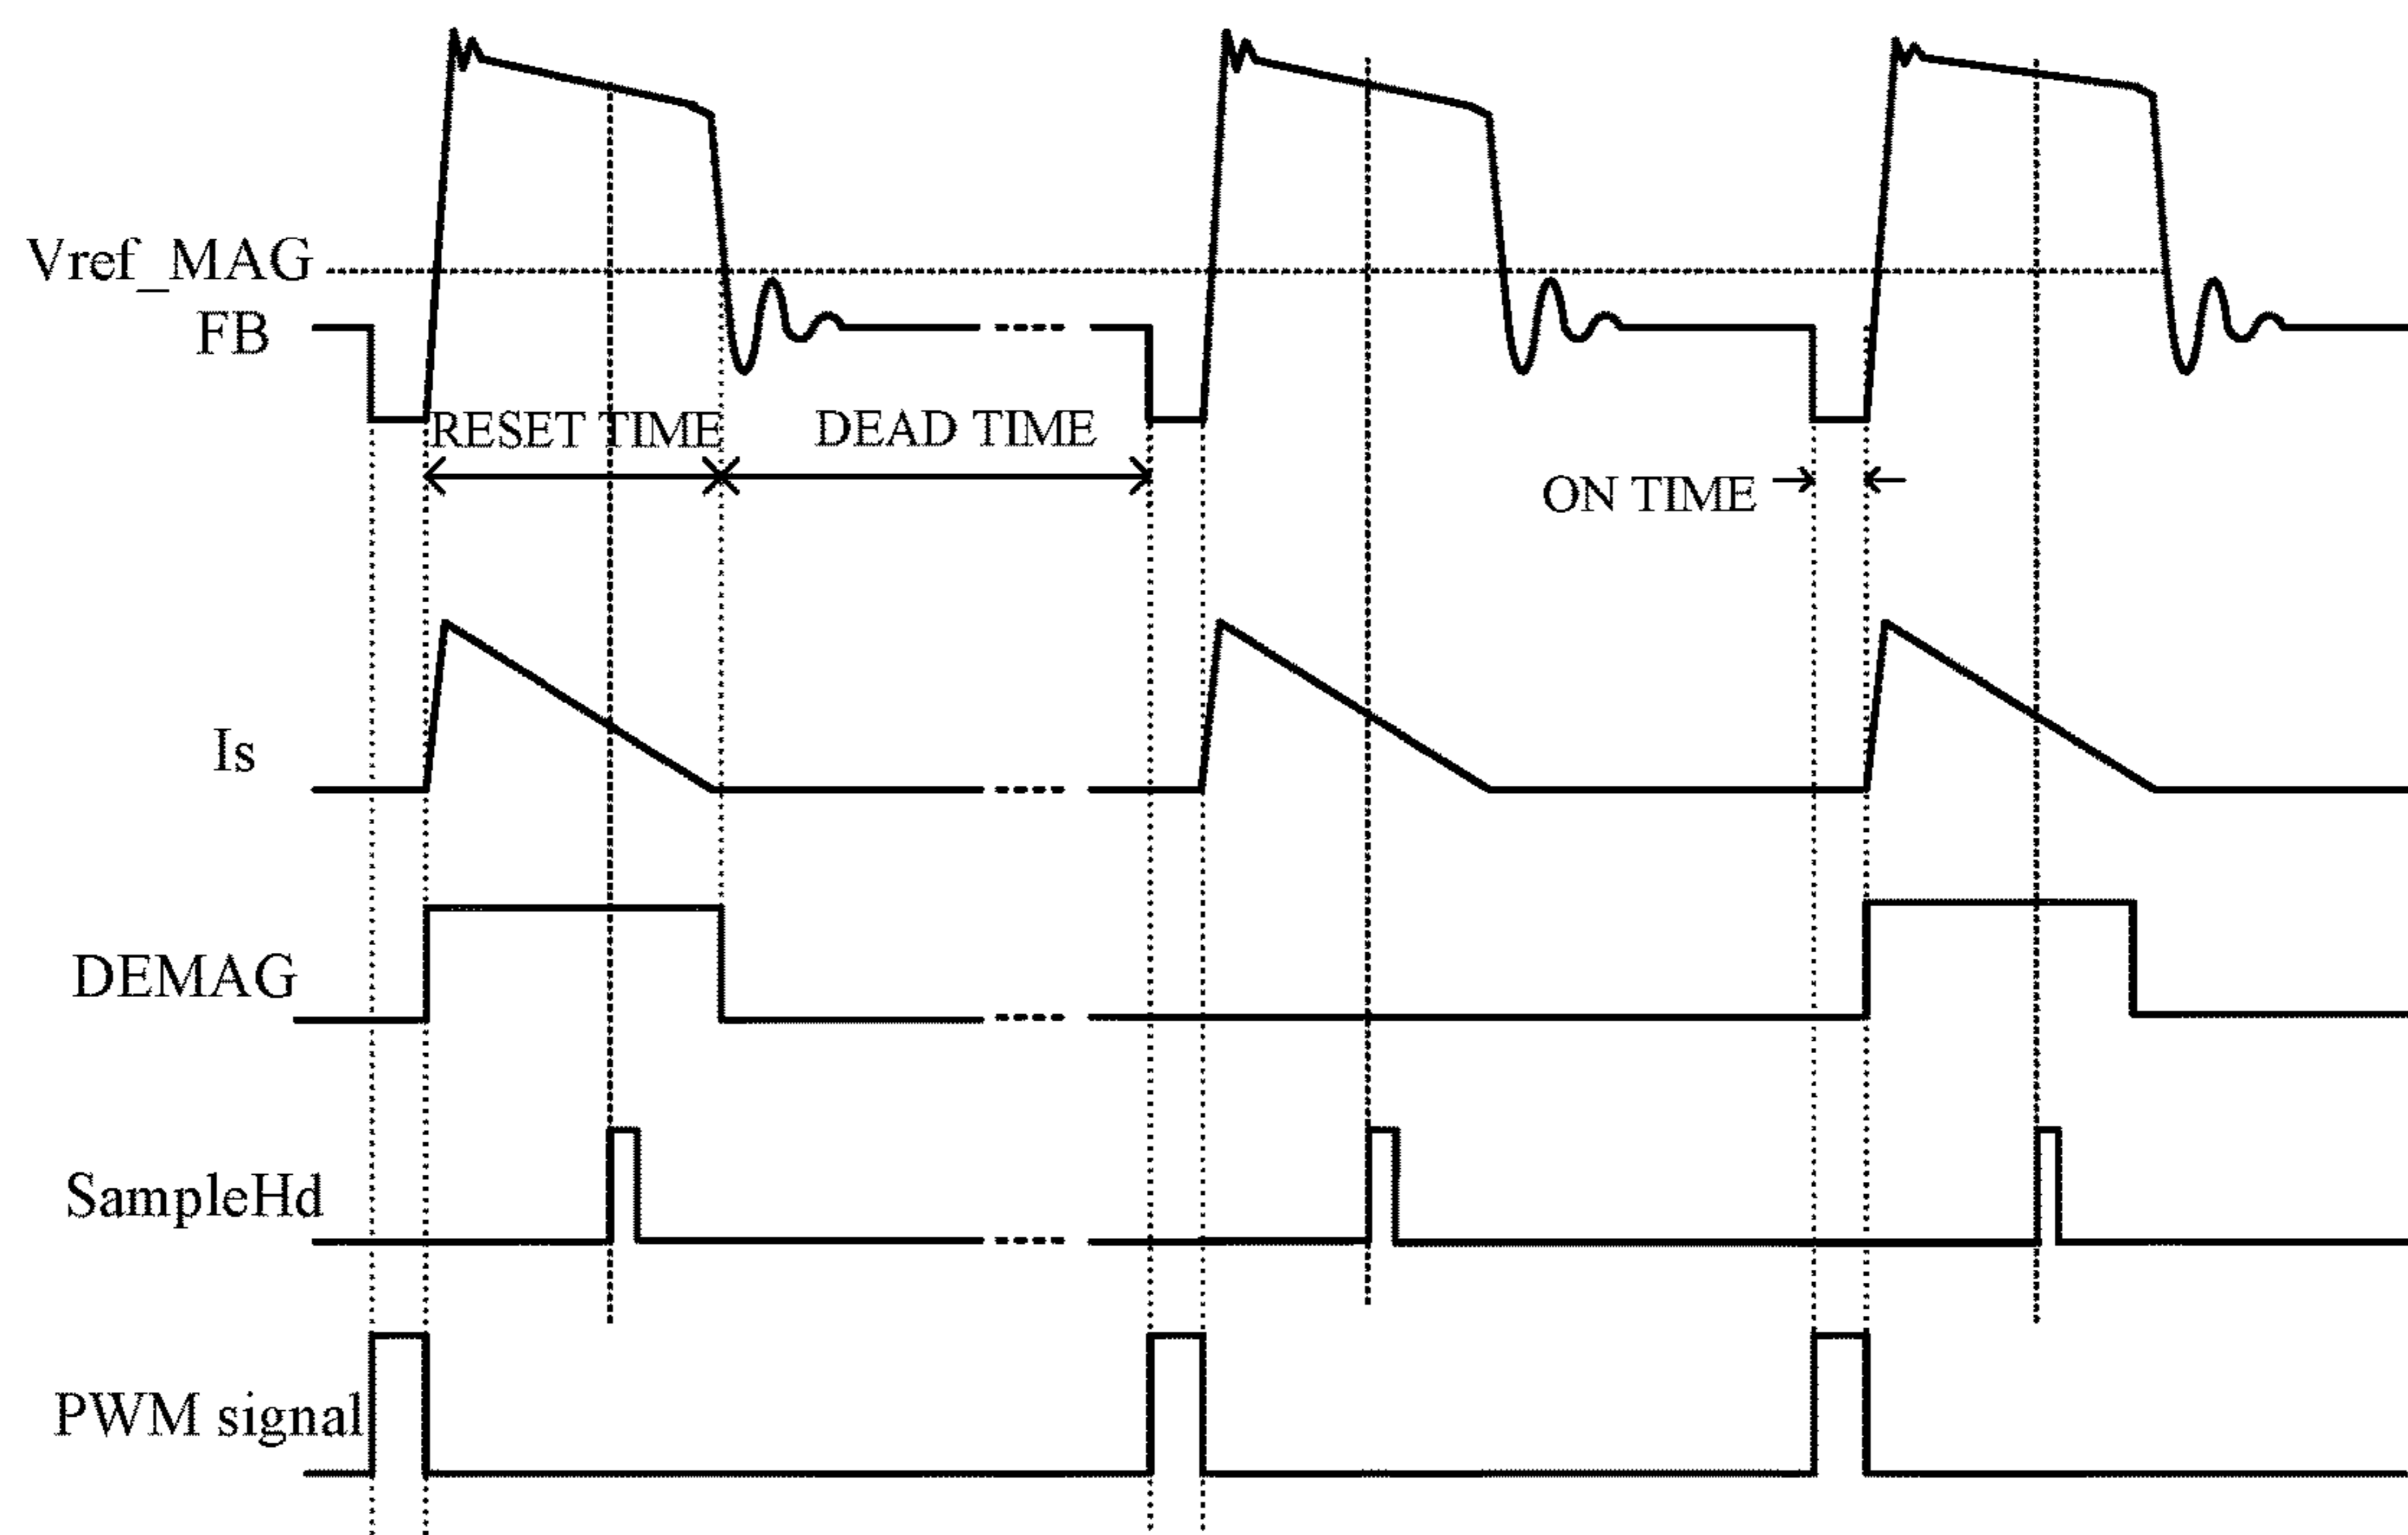 Vref_MAG
FB
RESET TIME
DEAD TIME
ON TIME
Is
DEMAG
SampleHd
PWM signal